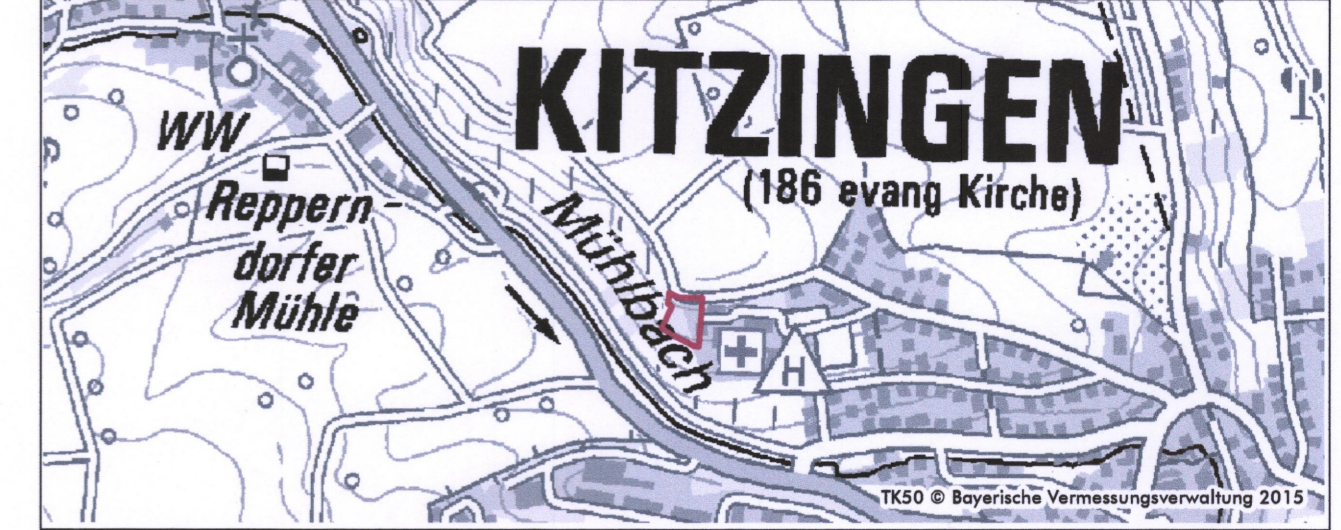 KITZINGEN
(186 evang Kirche)
WW
Reppern-
dorfer
Mühle
Mühlbach
H
TK50 © Bayerische Vermessungsverwaltung 2015